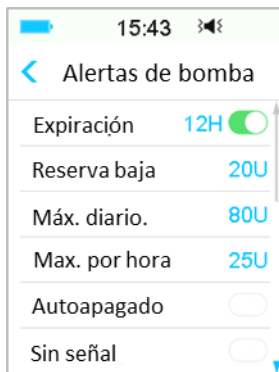 15:43
Alertas de bomba
Expiración 12H
Reserva baja 20U
Máx. diario. 80U
Max. por hora 25U
Autoapagado
Sin señal